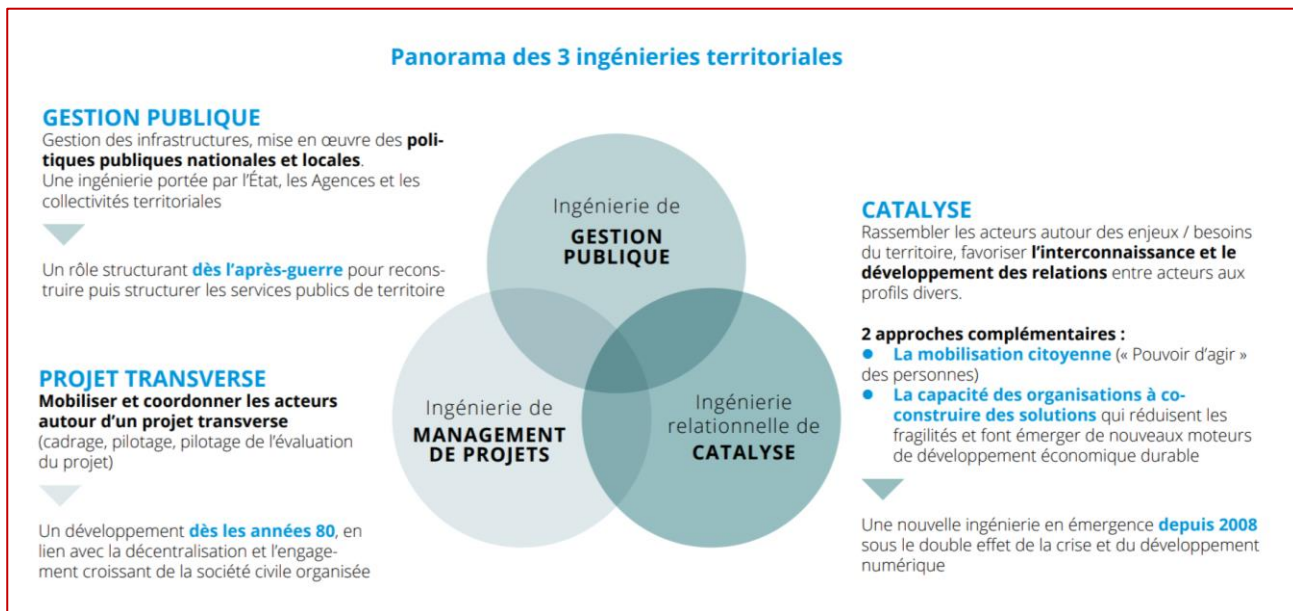 Panorama des 3 ingénieries territoriales
GESTION PUBLIQUE
Gestion des infrastructures, mise en œuvre des poli-
tiques publiques nationales et locales.
Une ingénierie portée par l’État, les Agences et les
collectivités territoriales
Un rôle structurant dès l’après-guerre pour recons-
truire puis structurer les services publics de territoire
PROJET TRANSVERSE
Mobiliser et coordonner les acteurs
autour d’un projet transverse
(cadrage, pilotage, pilotage de l’évaluation
du projet)
Un développement dès les années 80, en
lien avec la décentralisation et l’engage-
ment croissant de la société civile organisée
Ingénierie de
GESTION
PUBLIQUE
Ingénierie de
MANAGEMENT
DE PROJETS
Ingénierie
relationnelle de
CATALYSE
CATALYSE
Rassembler les acteurs autour des enjeux / besoins
du territoire, favoriser l’interconnaissance et le
développement des relations entre acteurs aux
profils divers.
2 approches complémentaires :
● La mobilisation citoyenne (« Pouvoir d’agir »
des personnes)
● La capacité des organisations à co-
construire des solutions qui réduisent les
fragilités et font émerger de nouveaux moteurs
de développement économique durable
Une nouvelle ingénierie en émergence depuis 2008
sous le double effet de la crise et du développement
numérique